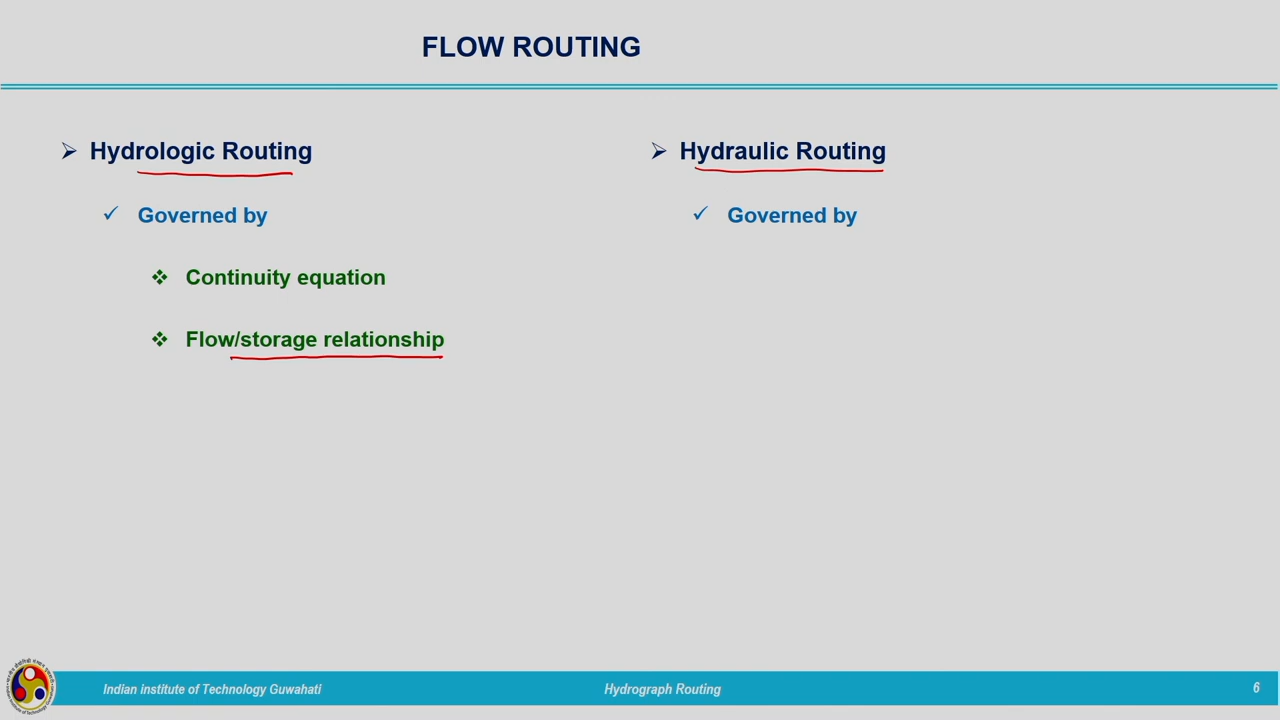 FLOW ROUTING
Hydrologic Routing
Governed by
Continuity equation
Flow/storage relationship
Hydraulic Routing
Governed by
Indian institute of Technology Guwahati
Hydrograph Routing
6